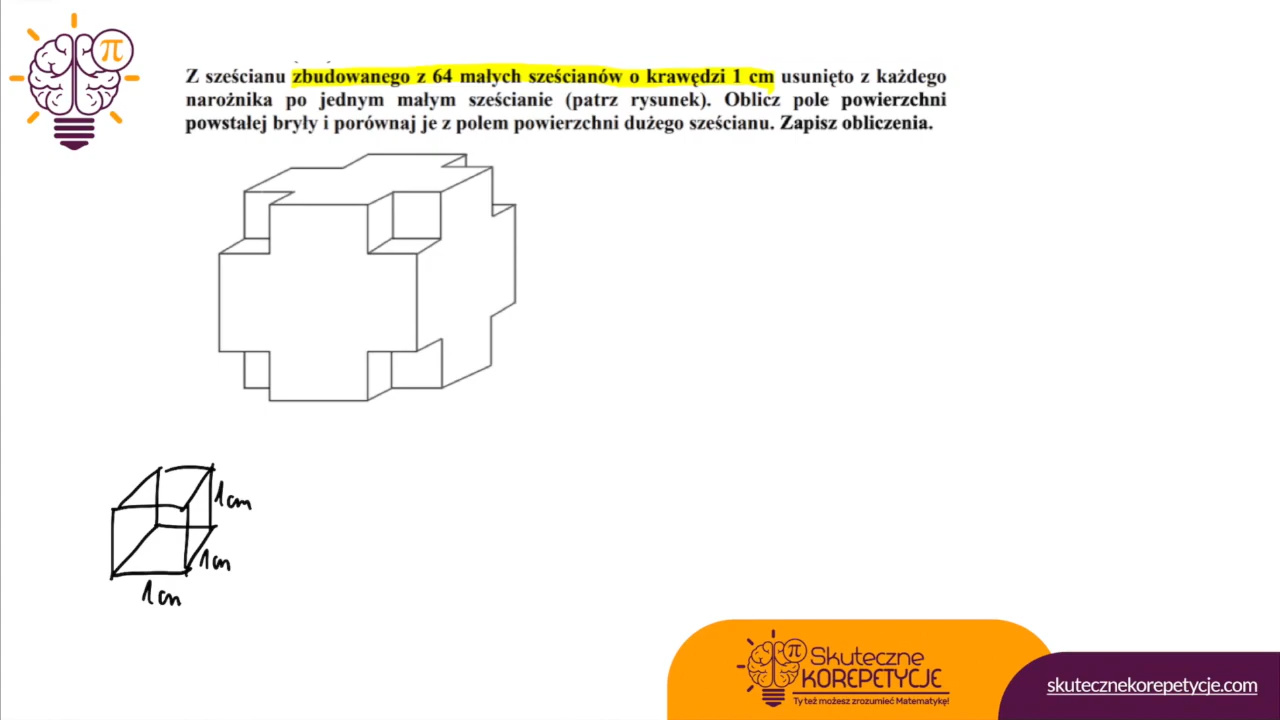 π
Z sześcianu zbudowanego z 64 małych sześcianów o krawędzi 1 cm usunięto z każdego
narożnika po jednym małym sześcianie (patrz rysunek). Oblicz pole powierzchni
powstałej bryły i porównaj je z polem powierzchni dużego sześcianu. Zapisz obliczenia.
1cm
1cm
1cm
π
Skuteczne
KOREPETYCJE
Ty też możesz zrozumieć Matematykę!
skutecznekorepetycje.com